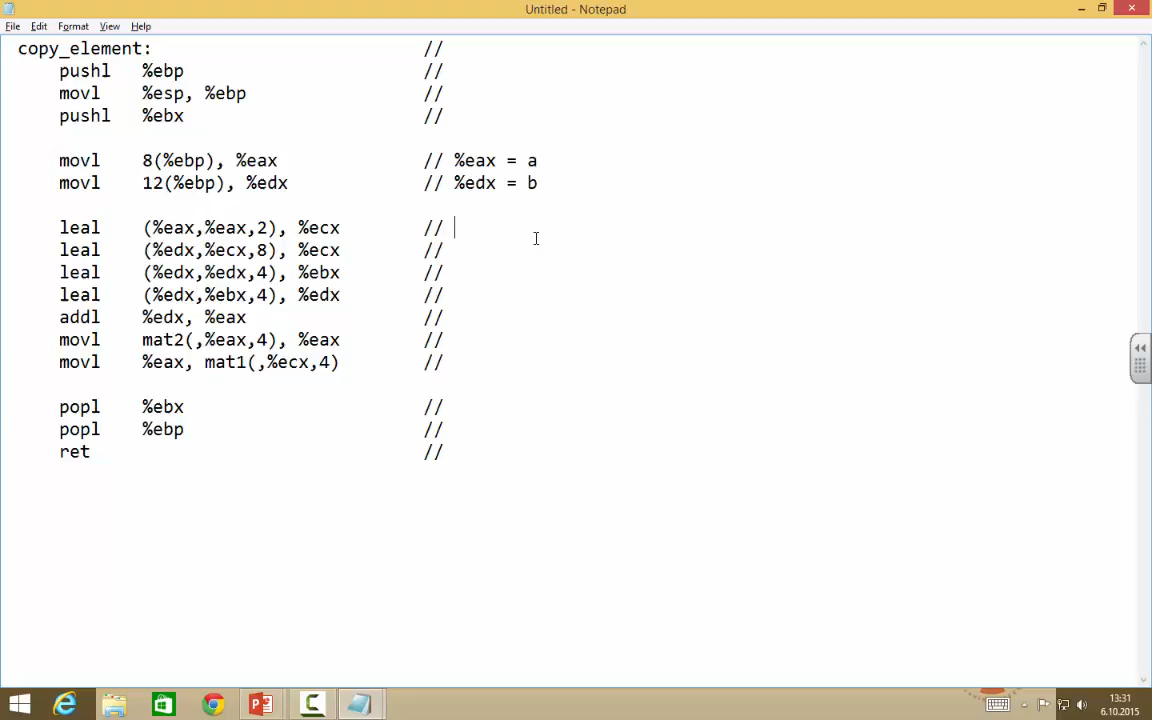 Untitled - Notepad
File Edit Format View Help
copy_element: //
pushl %ebp //
movl %esp, %ebp //
pushl %ebx //
movl 8(%ebp), %eax // %eax = a
movl 12(%ebp), %edx // %edx = b
leal (%eax,%eax,2), %ecx //
leal (%edx,%ecx,8), %ecx //
leal (%edx,%edx,4), %ebx //
leal (%edx,%ebx,4), %edx //
addl %edx, %eax //
movl mat2(,%eax,4), %eax //
movl %eax, mat1(,%ecx,4) //
popl %ebx //
popl %ebp //
ret //
13:31
6.10.2015